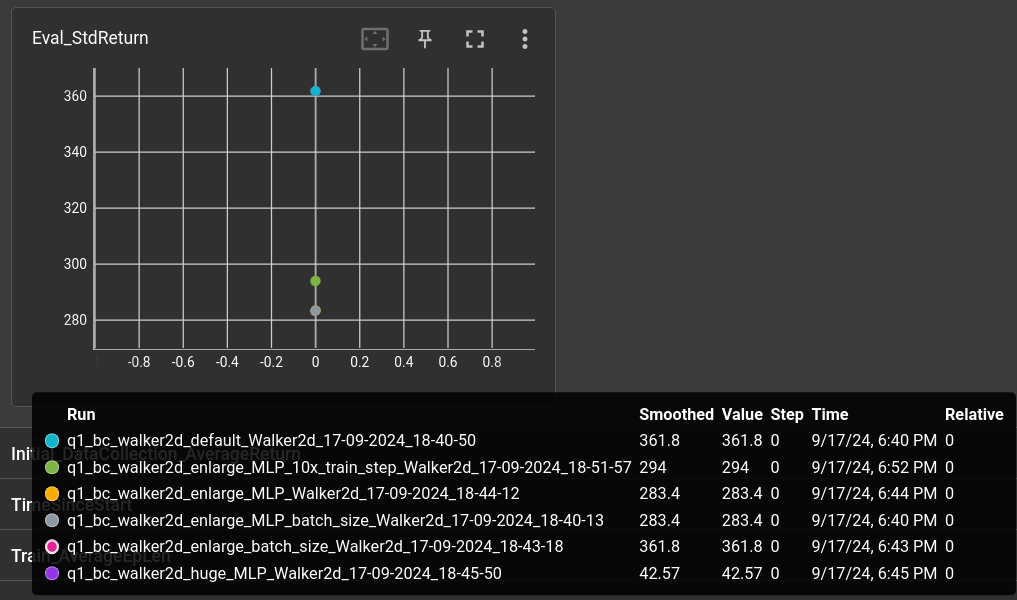 Eval_StdReturn
360
340
320
300
280
-0.8 -0.6 -0.4 -0.2 0 0.2 0.4 0.6 0.8
Run Smoothed Value Step Time Relative
q1_bc_walker2d_default_Walker2d_17-09-2024_18-40-50 361.8 361.8 0 9/17/24, 6:40 PM 0
Initial_DataCollection_AverageReturn
q1_bc_walker2d_enlarge_MLP_10x_train_step_Walker2d_17-09-2024_18-51-57 294 294 0 9/17/24, 6:52 PM 0
q1_bc_walker2d_enlarge_MLP_Walker2d_17-09-2024_18-44-12 283.4 283.4 0 9/17/24, 6:44 PM 0
TimeSinceStart
q1_bc_walker2d_enlarge_MLP_batch_size_Walker2d_17-09-2024_18-40-13 283.4 283.4 0 9/17/24, 6:40 PM 0
q1_bc_walker2d_enlarge_batch_size_Walker2d_17-09-2024_18-43-18 361.8 361.8 0 9/17/24, 6:43 PM 0
Train_AverageEpLen
q1_bc_walker2d_huge_MLP_Walker2d_17-09-2024_18-45-50 42.57 42.57 0 9/17/24, 6:45 PM 0